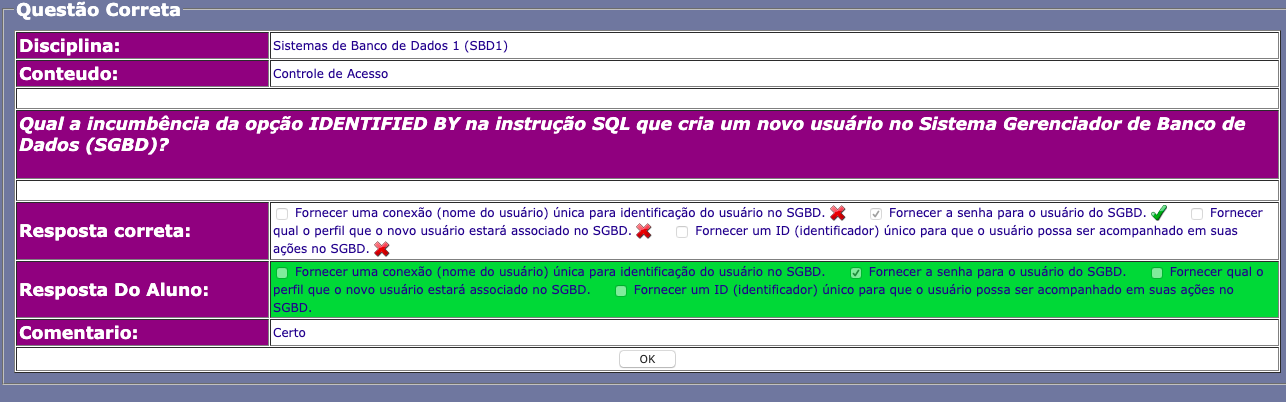 Questão Correta
Disciplina: Sistemas de Banco de Dados 1 (SBD1)
Conteudo: Controle de Acesso
Qual a incumbência da opção IDENTIFIED BY na instrução SQL que cria um novo usuário no Sistema Gerenciador de Banco de
Dados (SGBD)?
Resposta correta:
Fornecer uma conexão (nome do usuário) única para identificação do usuário no SGBD. Fornecer a senha para o usuário do SGBD. Fornecer
qual o perfil que o novo usuário estará associado no SGBD. Fornecer um ID (identificador) único para que o usuário possa ser acompanhado em suas
ações no SGBD.
Resposta Do Aluno:
Fornecer uma conexão (nome do usuário) única para identificação do usuário no SGBD. Fornecer a senha para o usuário do SGBD. Fornecer qual o
perfil que o novo usuário estará associado no SGBD. Fornecer um ID (identificador) único para que o usuário possa ser acompanhado em suas ações no
SGBD.
Comentario: Certo
OK